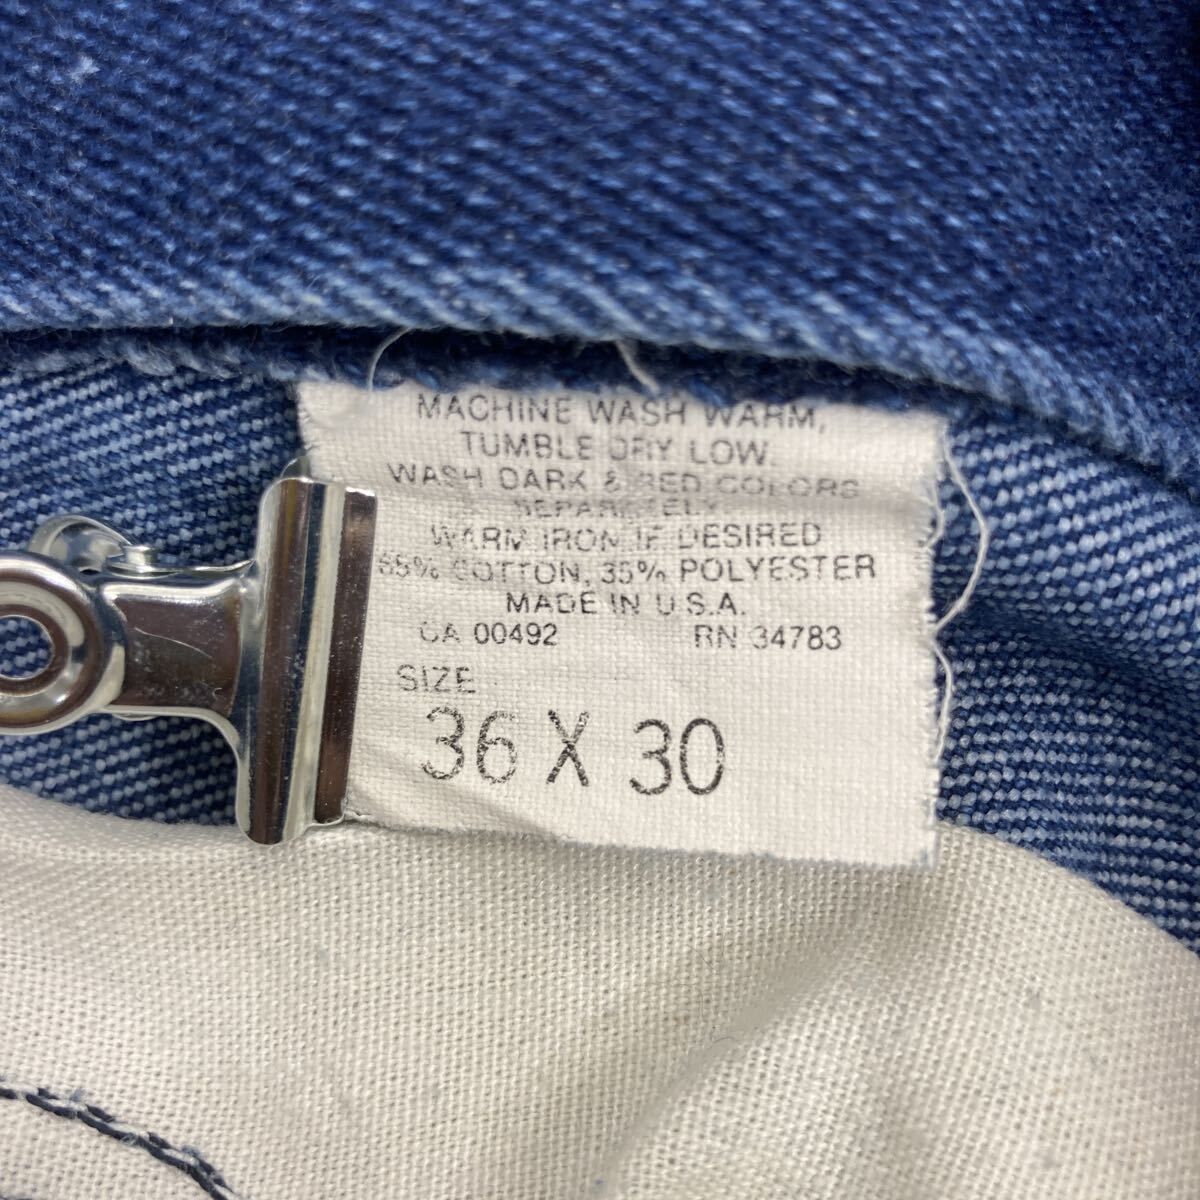 MACHINE WASH WARM,
TUMBLE DRY LOW.
WASH DARK & RED COLORS
SEPARATELY
WARM IRON IF DESIRED
65% COTTON, 35% POLYESTER
MADE IN U.S.A.
CA 00492 RN 34783
SIZE
36 X 30